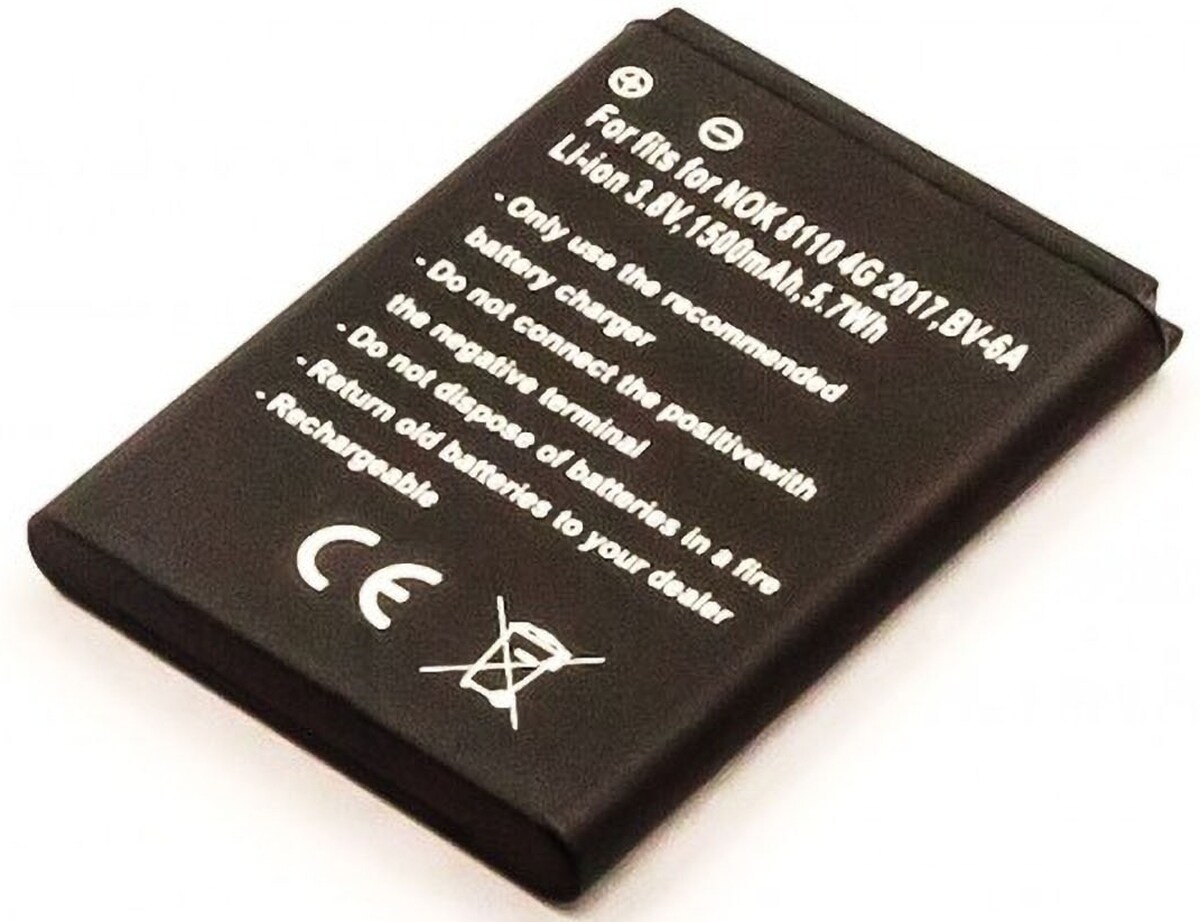 For fits for NOK 8110 4G 2017,BV-6A
Li-ion 3.8V,1500mAh,5.7Wh
- Only use the recommended
battery charger
- Do not connect the positivewith
the negative terminal
- Do not dispose of batteries in a fire
- Return old batteries to your dealer
- Rechargeable
CE